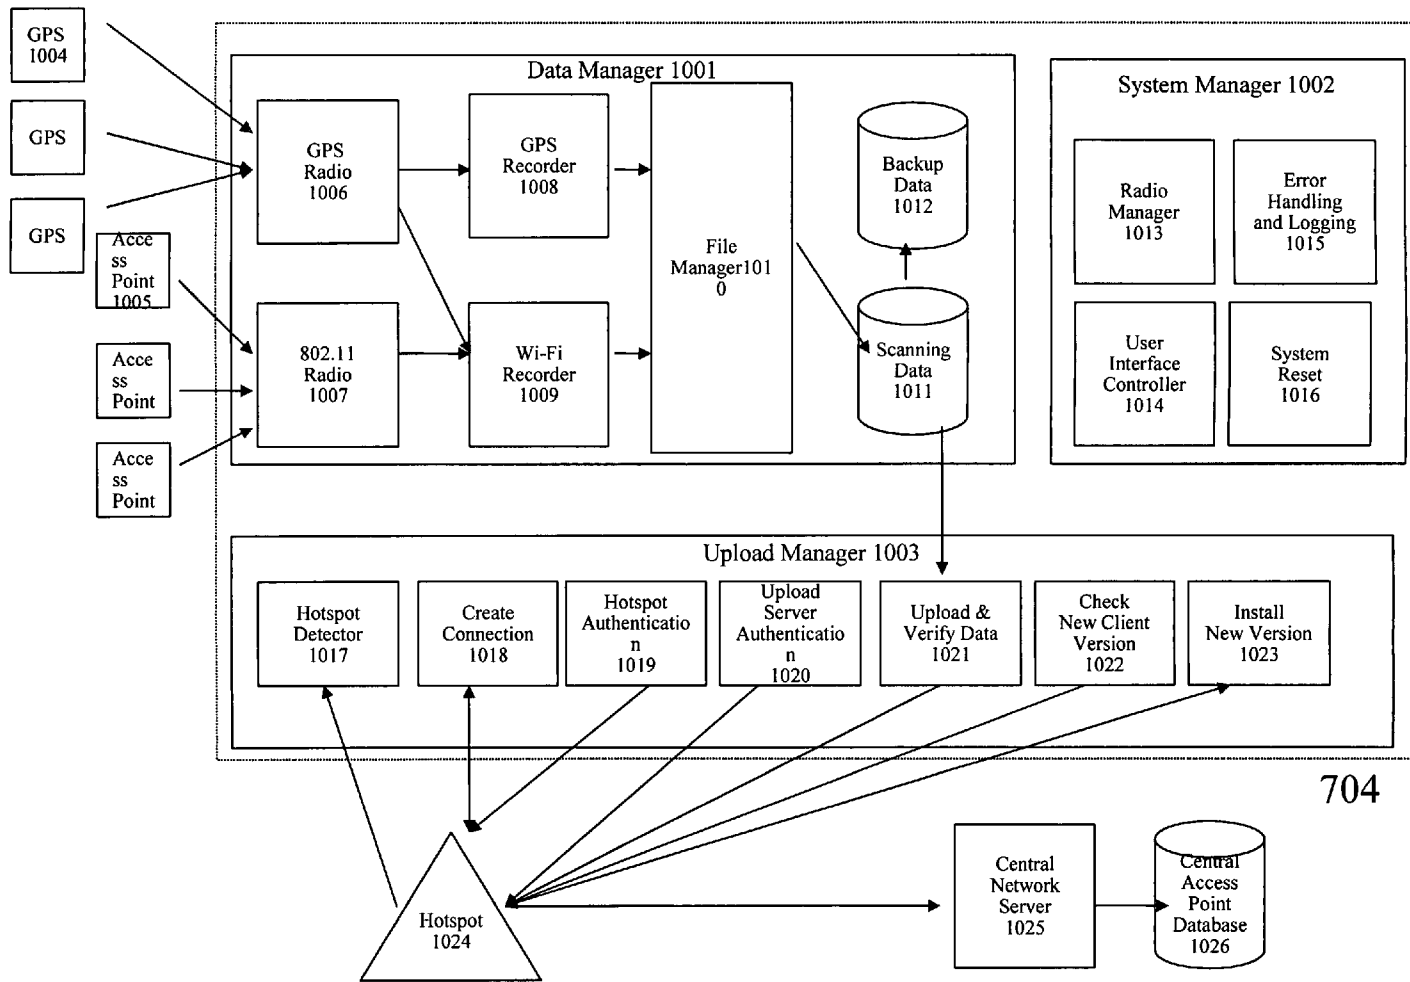 GPS
1004
GPS
GPS
Acce
ss
Point
1005
Acce
ss
Point
Acce
ss
Point
Data Manager 1001
GPS
Radio
1006
GPS
Recorder
1008
802.11
Radio
1007
Wi-Fi
Recorder
1009
File
Manager101
0
Backup
Data
1012
Scanning
Data
1011
System Manager 1002
Radio
Manager
1013
Error
Handling
and Logging
1015
User
Interface
Controller
1014
System
Reset
1016
Upload Manager 1003
Hotspot
Detector
1017
Create
Connection
1018
Hotspot
Authenticatio
n
1019
Upload
Server
Authenticatio
n
1020
Upload &
Verify Data
1021
Check
New Client
Version
1022
Install
New Version
1023
704
Hotspot
1024
Central
Network
Server
1025
Central
Access
Point
Database
1026